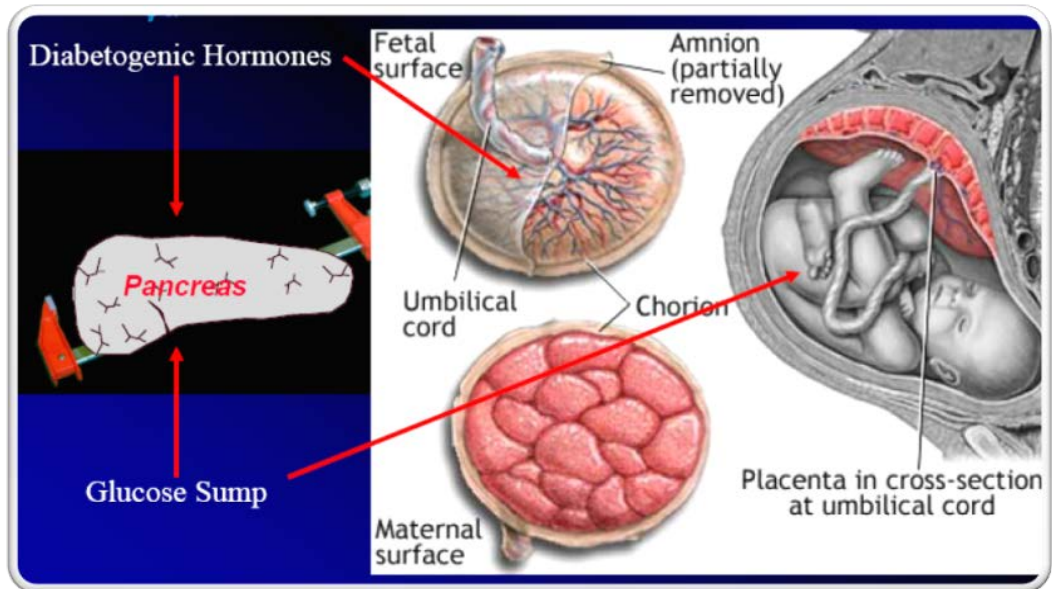 Diabetogenic Hormones
Pancreas
Glucose Sump
Fetal
surface
Amnion
(partially
removed)
Umbilical
cord
Chorion
Maternal
surface
Placenta in cross-section
at umbilical cord